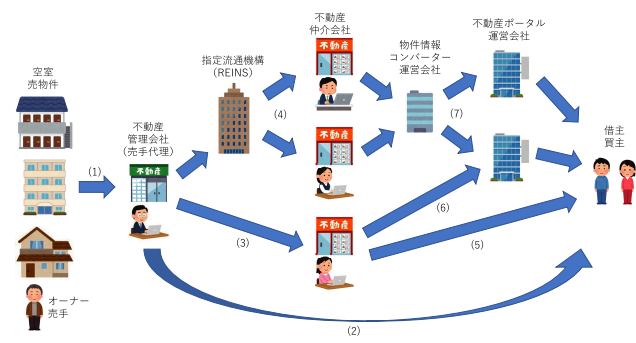 空室
売物件
(1)
オーナー
売手
不動産
管理会社
(売手代理)
不動産
指定流通機構
(REINS)
(4)
(3)
(2)
不動産
仲介会社
不動産
不動産
不動産
物件情報
コンバーター
運営会社
(7)
(6)
(5)
不動産ポータル
運営会社
借主
買主